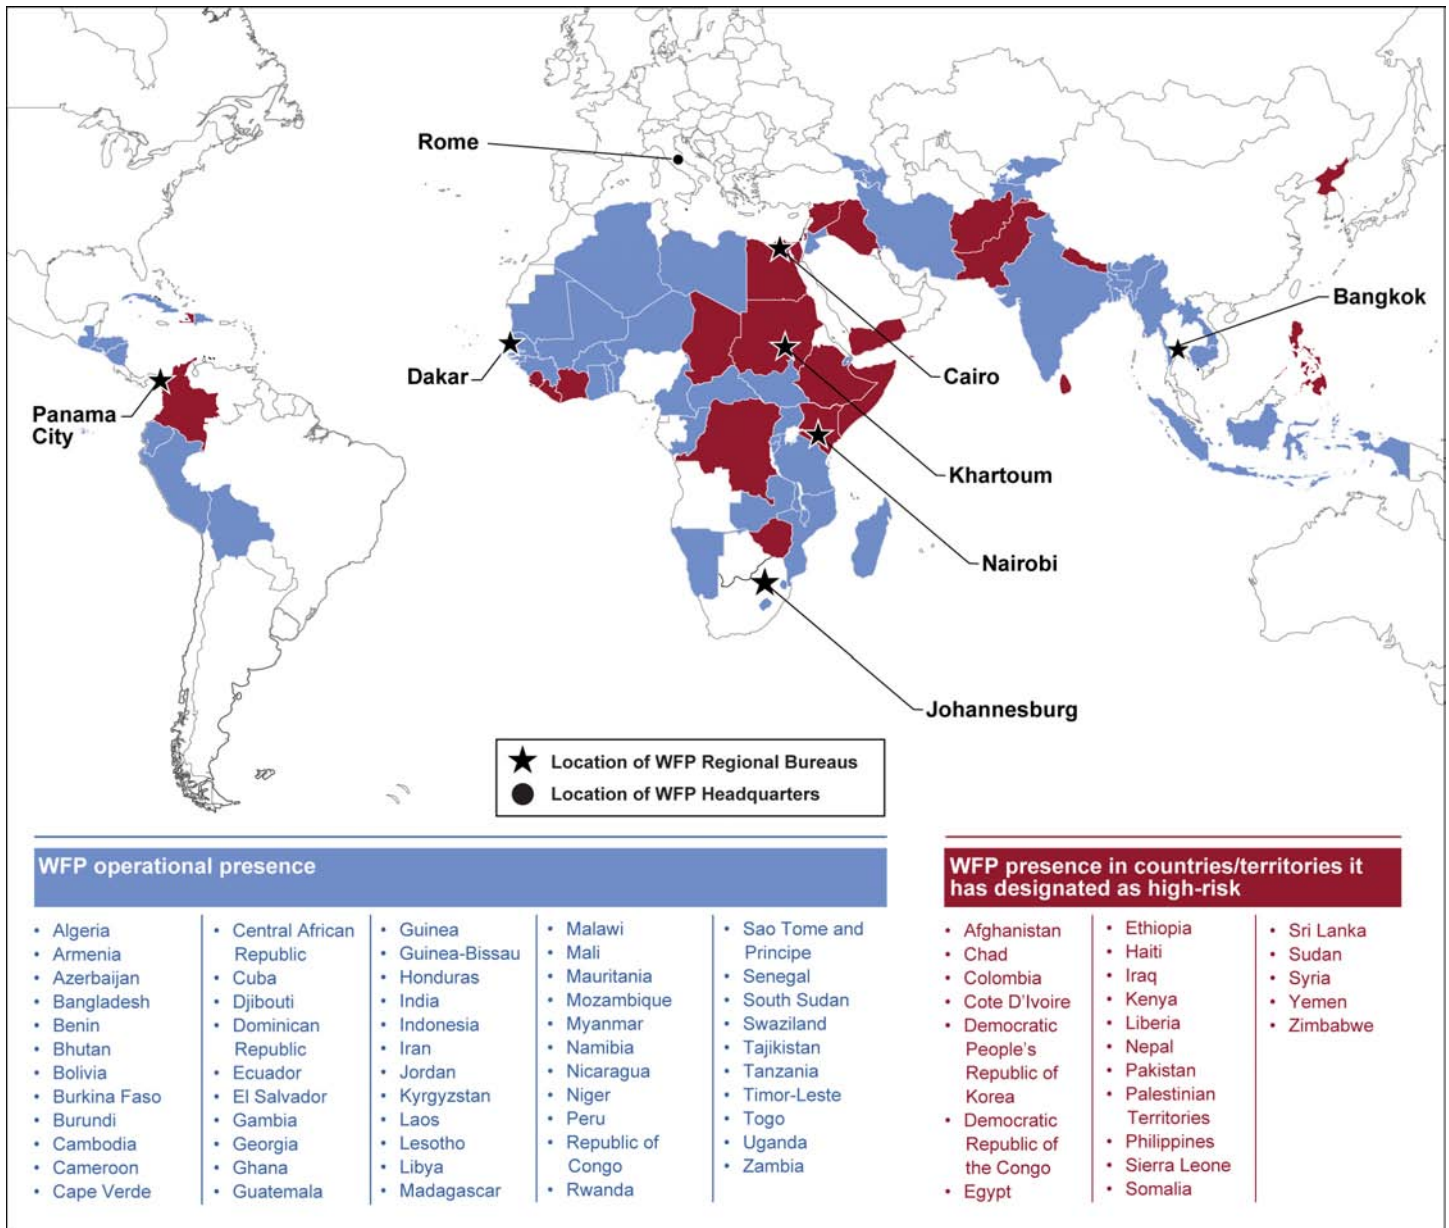 Rome
Bangkok
Dakar
Cairo
Panama
City
Khartoum
Nairobi
Johannesburg
Location of WFP Regional Bureaus
Location of WFP Headquarters
WFP operational presence
• Algeria
• Armenia
• Azerbaijan
• Bangladesh
• Benin
• Bhutan
• Bolivia
• Burkina Faso
• Burundi
• Cambodia
• Cameroon
• Cape Verde
• Central African
Republic
• Cuba
• Djibouti
• Dominican
Republic
• Ecuador
• El Salvador
• Gambia
• Georgia
• Ghana
• Guatemala
• Guinea
• Guinea-Bissau
• Honduras
• India
• Indonesia
• Iran
• Jordan
• Kyrgyzstan
• Laos
• Lesotho
• Libya
• Madagascar
• Malawi
• Mali
• Mauritania
• Mozambique
• Myanmar
• Namibia
• Nicaragua
• Niger
• Peru
• Republic of
Congo
• Rwanda
• Sao Tome and
Principe
• Senegal
• South Sudan
• Swaziland
• Tajikistan
• Tanzania
• Timor-Leste
• Togo
• Uganda
• Zambia
WFP presence in countries/territories it
has designated as high-risk
• Afghanistan
• Chad
• Colombia
• Cote D'Ivoire
• Democratic
People's
Republic of
Korea
• Democratic
Republic of
the Congo
• Egypt
• Ethiopia
• Haiti
• Iraq
• Kenya
• Liberia
• Nepal
• Pakistan
• Palestinian
Territories
• Philippines
• Sierra Leone
• Somalia
• Sri Lanka
• Sudan
• Syria
• Yemen
• Zimbabwe